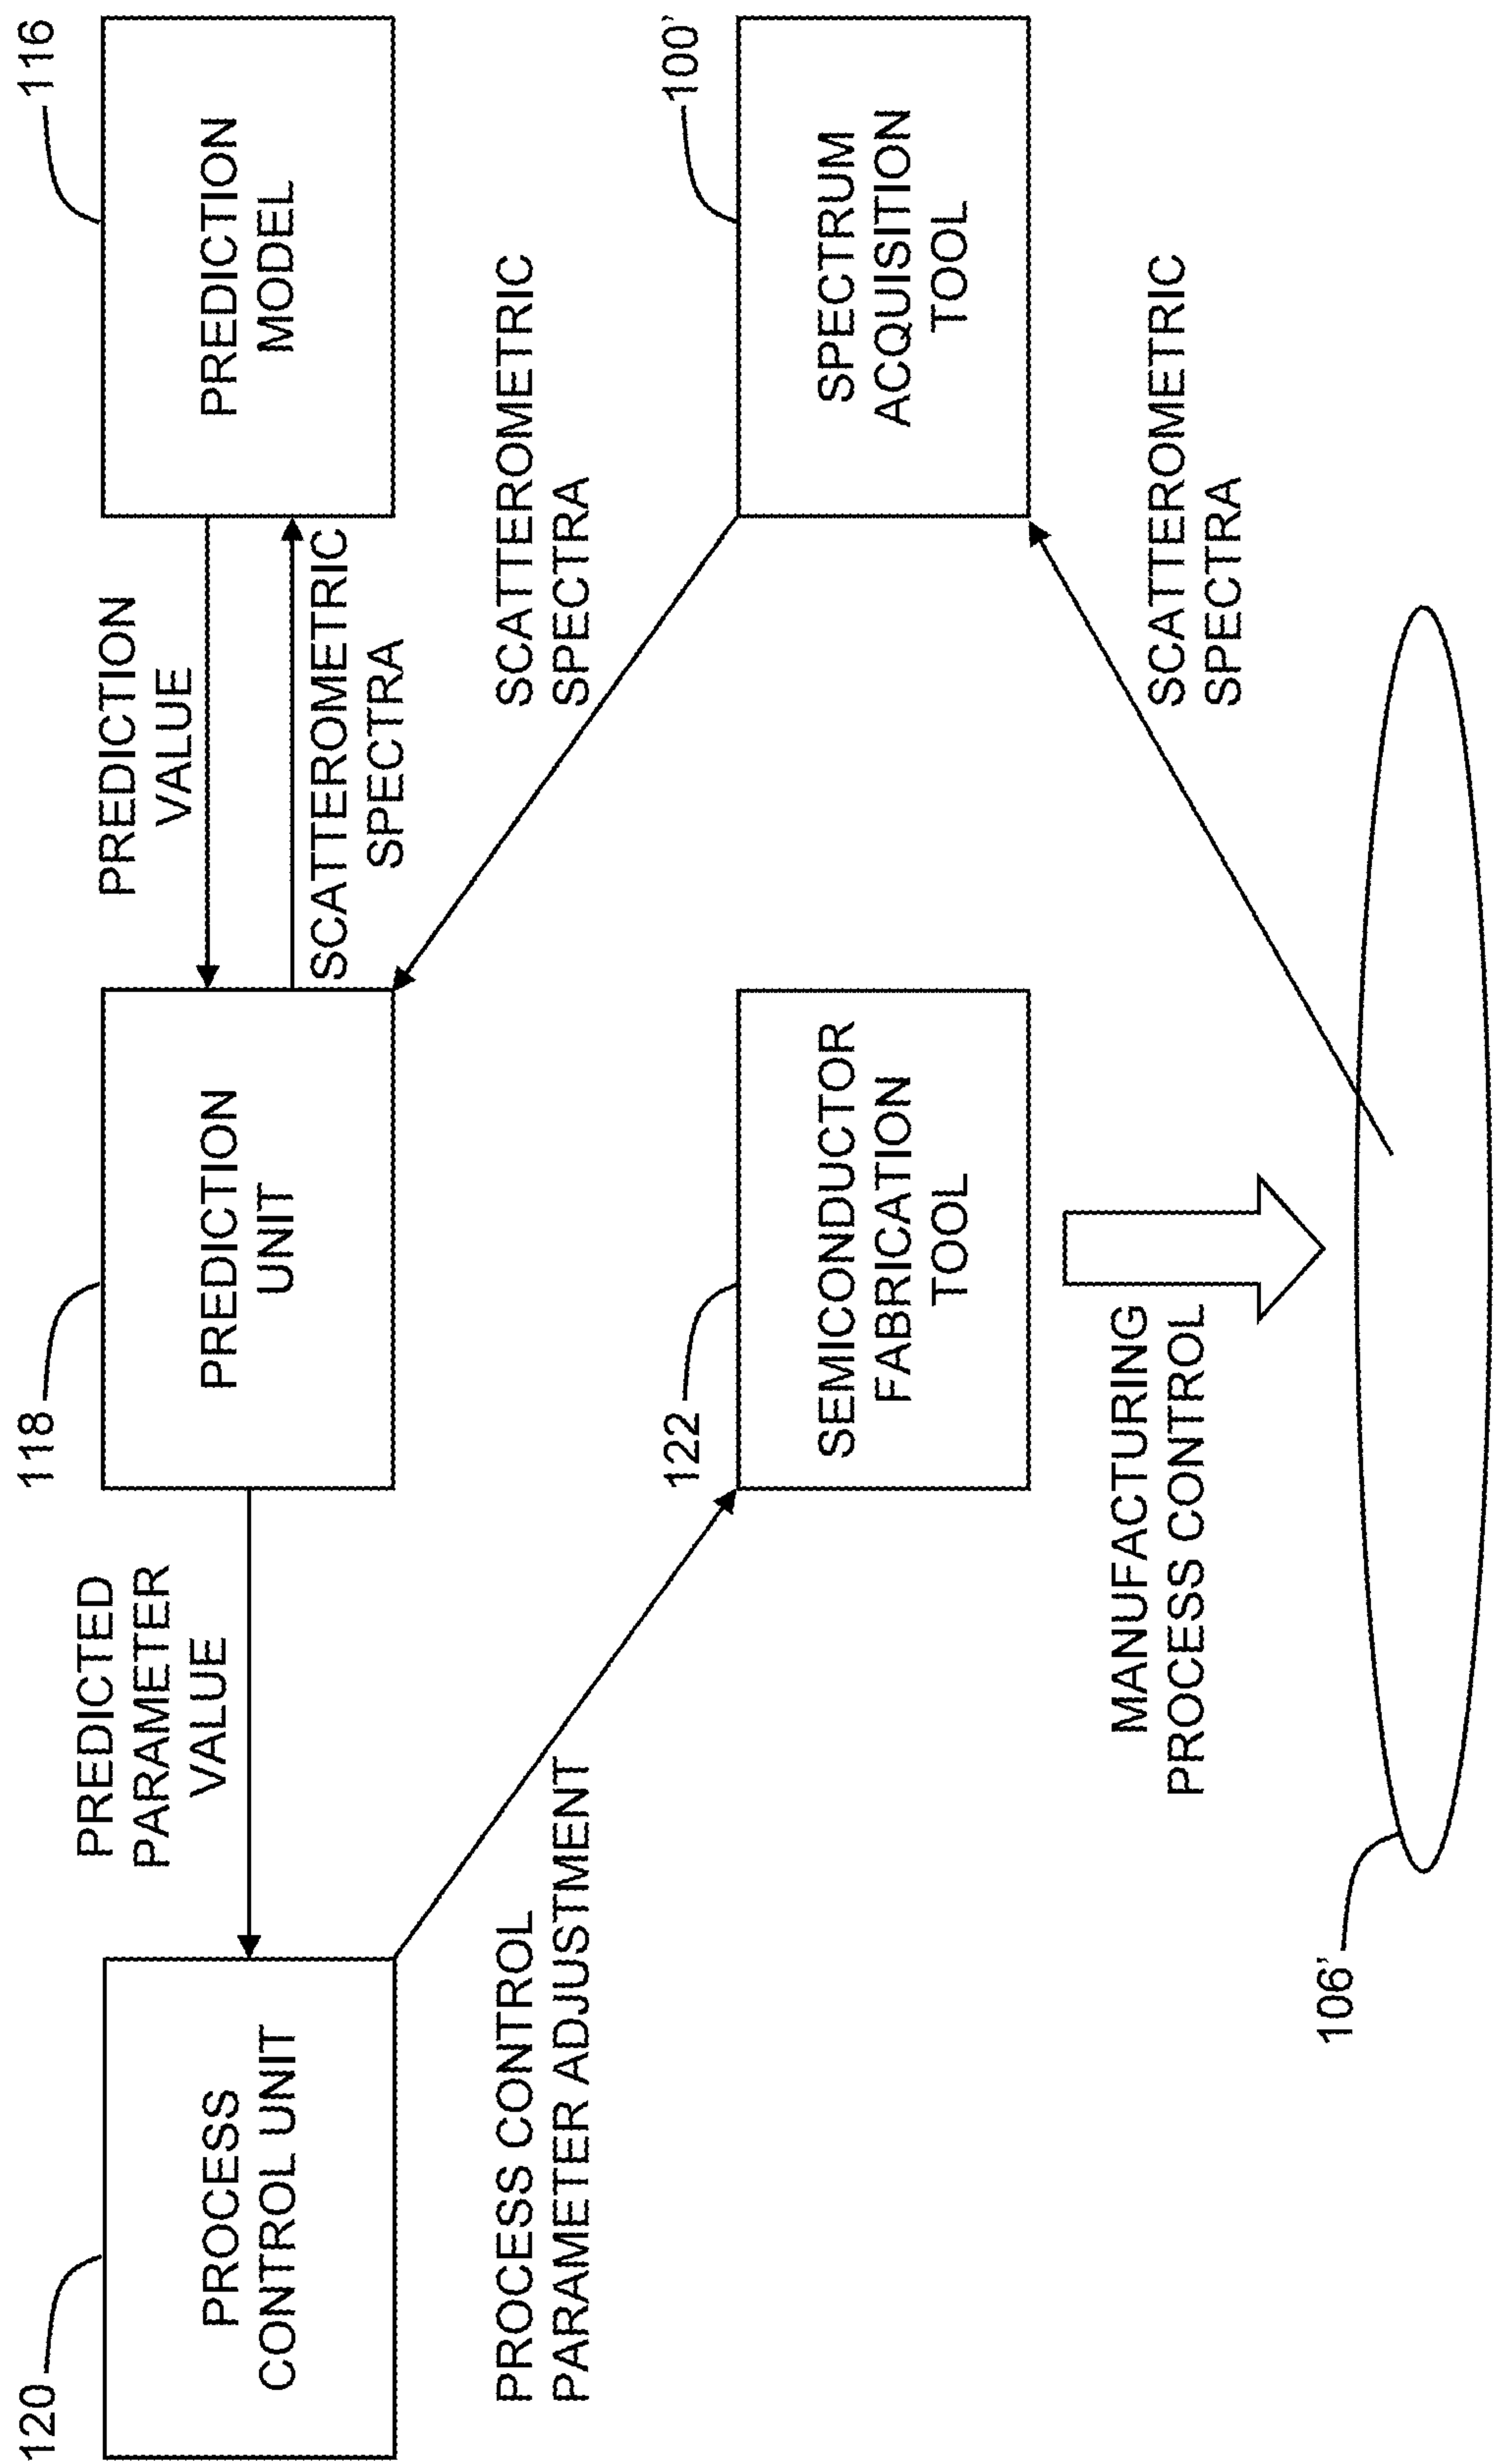 120
PROCESS
CONTROL UNIT
PREDICTED
PARAMETER
VALUE
118
PREDICTION
UNIT
PREDICTION
VALUE
SCATTEROMETRIC
SPECTRA
116
PREDICTION
MODEL
PROCESS CONTROL
PARAMETER ADJUSTMENT
SCATTEROMETRIC
SPECTRA
122
SEMICONDUCTOR
FABRICATION
TOOL
100’
SPECTRUM
ACQUISITION
TOOL
MANUFACTURING
PROCESS CONTROL
SCATTEROMETRIC
SPECTRA
106’